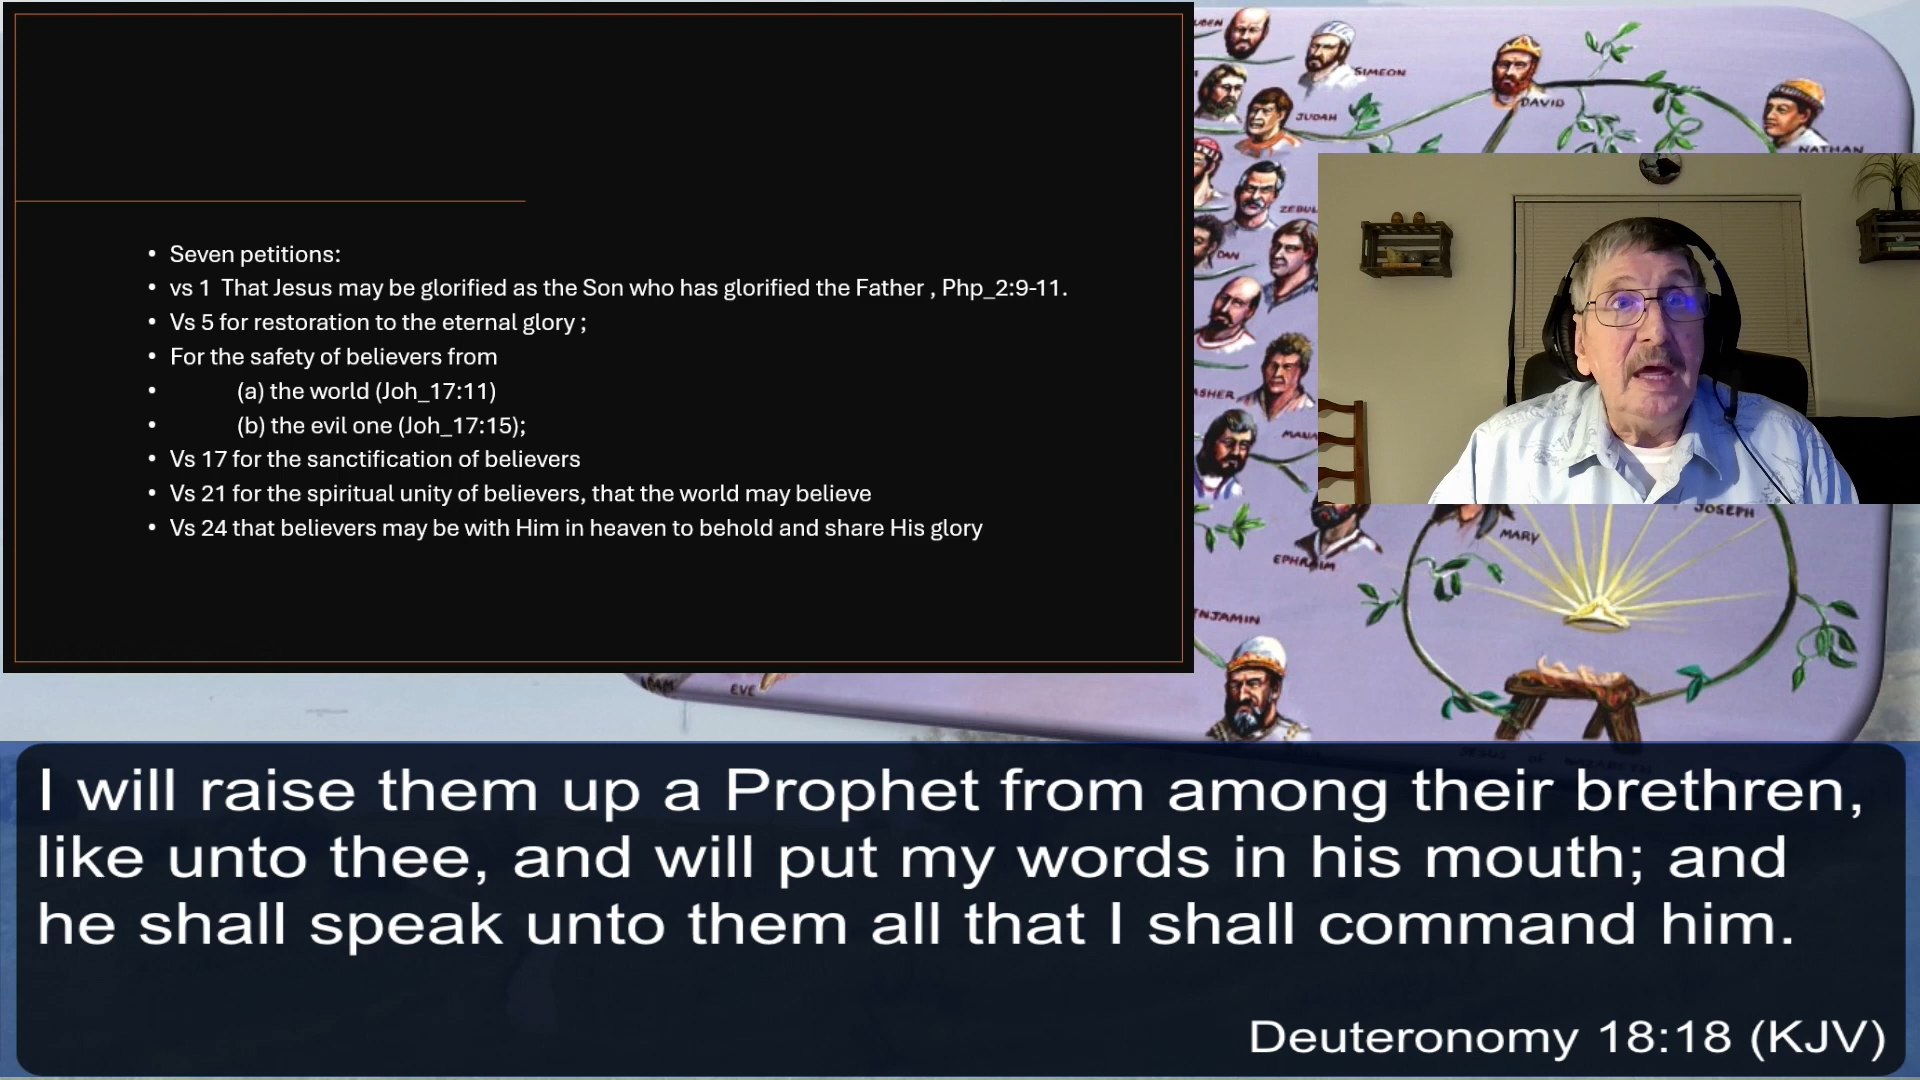 • Seven petitions:
• vs 1 That Jesus may be glorified as the Son who has glorified the Father , Php_2:9-11.
• Vs 5 for restoration to the eternal glory ;
• For the safety of believers from
• (a) the world (Joh_17:11)
• (b) the evil one (Joh_17:15);
• Vs 17 for the sanctification of believers
• Vs 21 for the spiritual unity of believers, that the world may believe
• Vs 24 that believers may be with Him in heaven to behold and share His glory
SIMEON
DAVID
JUDAH
NATHAN
DAN
JOSEPH
MARY
EPHRAIM
EVE
I will raise them up a Prophet from among their brethren,
like unto thee, and will put my words in his mouth; and
he shall speak unto them all that I shall command him.
Deuteronomy 18:18 (KJV)